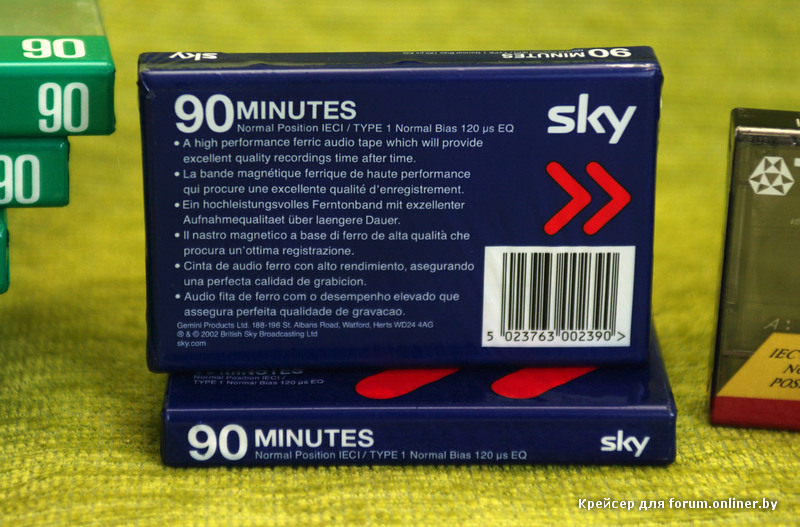 90
90
90
sky
90 MINUTES
90 MINUTES
Normal Position IECI / TYPE 1 Normal Bias 120 µs EQ
sky
• A high performance ferric audio tape which will provide
excellent quality recordings time after time.
• La bande magnétique ferrique de haute performance
qui procure une excellente qualité d'enregistrement.
• Ein hochleistungsvolles Ferntonband mit exzellenter
Aufnahmequalitaet über laengere Dauer.
• Il nastro magnetico a base di ferro de alta qualità che
procura un'ottima registrazione.
• Cinta de audio ferro con alto rendimiento, asegurando
una perfecta calidad de grabicion.
• Audio fita de ferro com o desempenho elevado que
assegura perfeita qualidade de gravacao.
Gemini Products Ltd. 188-196 St. Albans Road, Watford, Herts WD24 4AG
® & © 2002 British Sky Broadcasting Ltd
sky.com
5 023763 002390 >
MINUTES
Normal Position IECI /
TYPE 1 Normal Bias 120 µs EQ
90 MINUTES
Normal Position IECI / TYPE 1 Normal Bias 120 µs EQ
sky
A:
IEC
NO
POS
Крейсер для forum.onliner.by